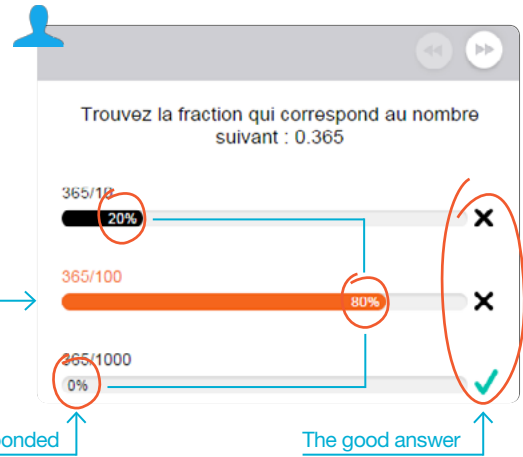 Trouvez la fraction qui correspond au nombre
suivant : 0.365
365/10
20%
365/100
80%
365/1000
0%
onded
The good answer